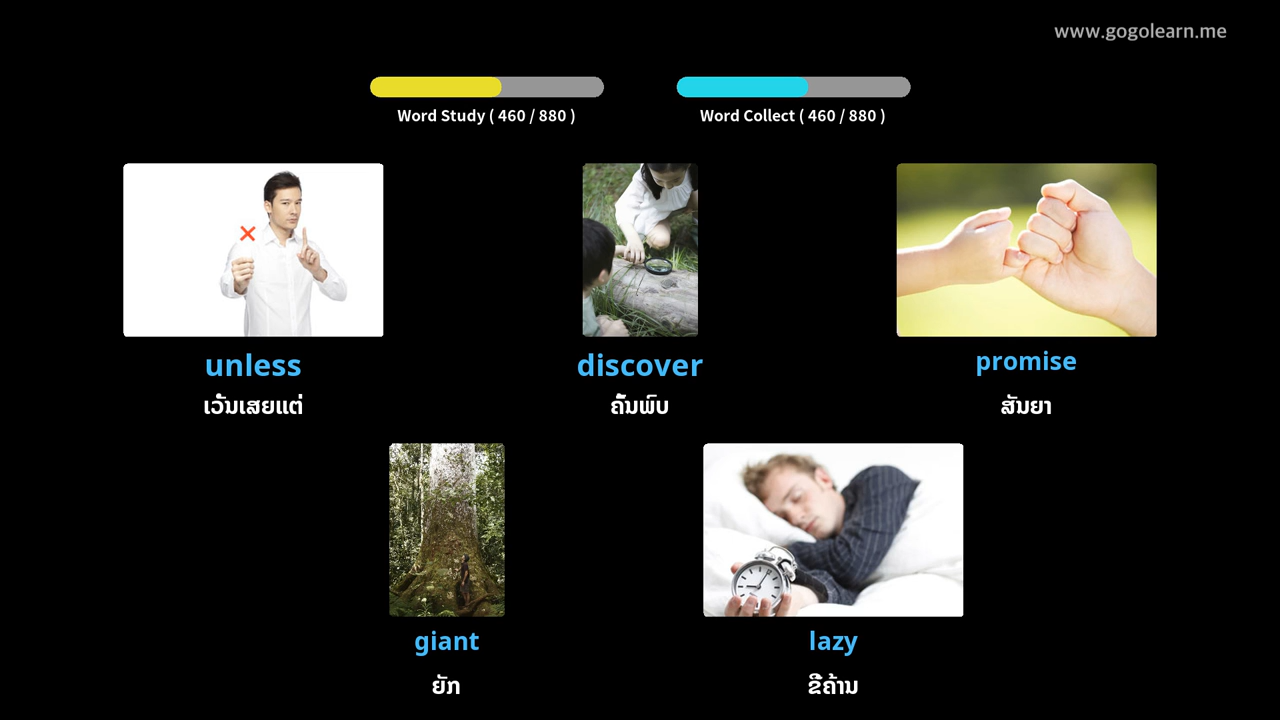 www.gogolearn.me
Word Study ( 460 / 880 )
Word Collect ( 460 / 880 )
unless
ເວັ້ນເສຍແຕ່
discover
ຄົ້ນພົບ
promise
ສັນຍາ
giant
ຍັກ
lazy
ຂີ້ຄ້ານ